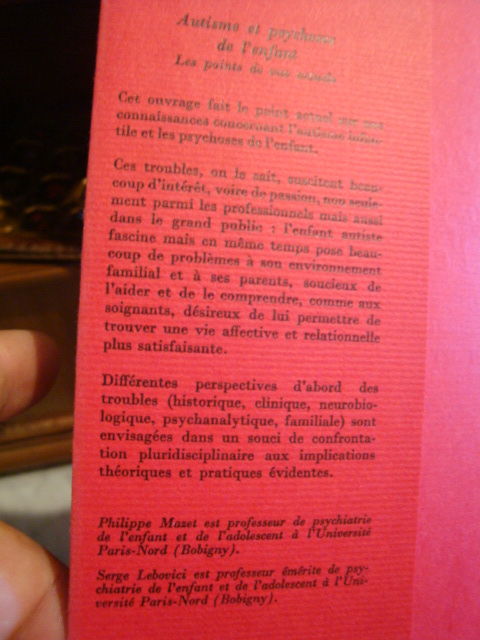 Autisme et psychoses
de l'enfant
Les points de vue actuels
Cet ouvrage fait le point actuel sur nos
connaissances concernant l'autisme infan-
tile et les psychoses de l'enfant.
Ces troubles, on le sait, suscitent beau-
coup d'intérêt, voire de passion, non seule-
ment parmi les professionnels mais aussi
dans le grand public : l'enfant autiste
fascine mais en même temps pose beau-
coup de problèmes à son environnement
familial et à ses parents, soucieux de
l'aider et de le comprendre, comme aux
soignants, désireux de lui permettre de
trouver une vie affective et relationnelle
plus satisfaisante.
Différentes perspectives d'abord des
troubles (historique, clinique, neurobio-
logique, psychanalytique, familiale) sont
envisagées dans un souci de confronta-
tion pluridisciplinaire aux implications
théoriques et pratiques évidentes.
Philippe Mazet est professeur de psychiatrie
de l'enfant et de l'adolescent à l'Université
Paris-Nord (Bobigny).
Serge Lebovici est professeur émérite de psy-
chiatrie de l'enfant et de l'adolescent à l'Uni-
versité Paris-Nord (Bobigny).